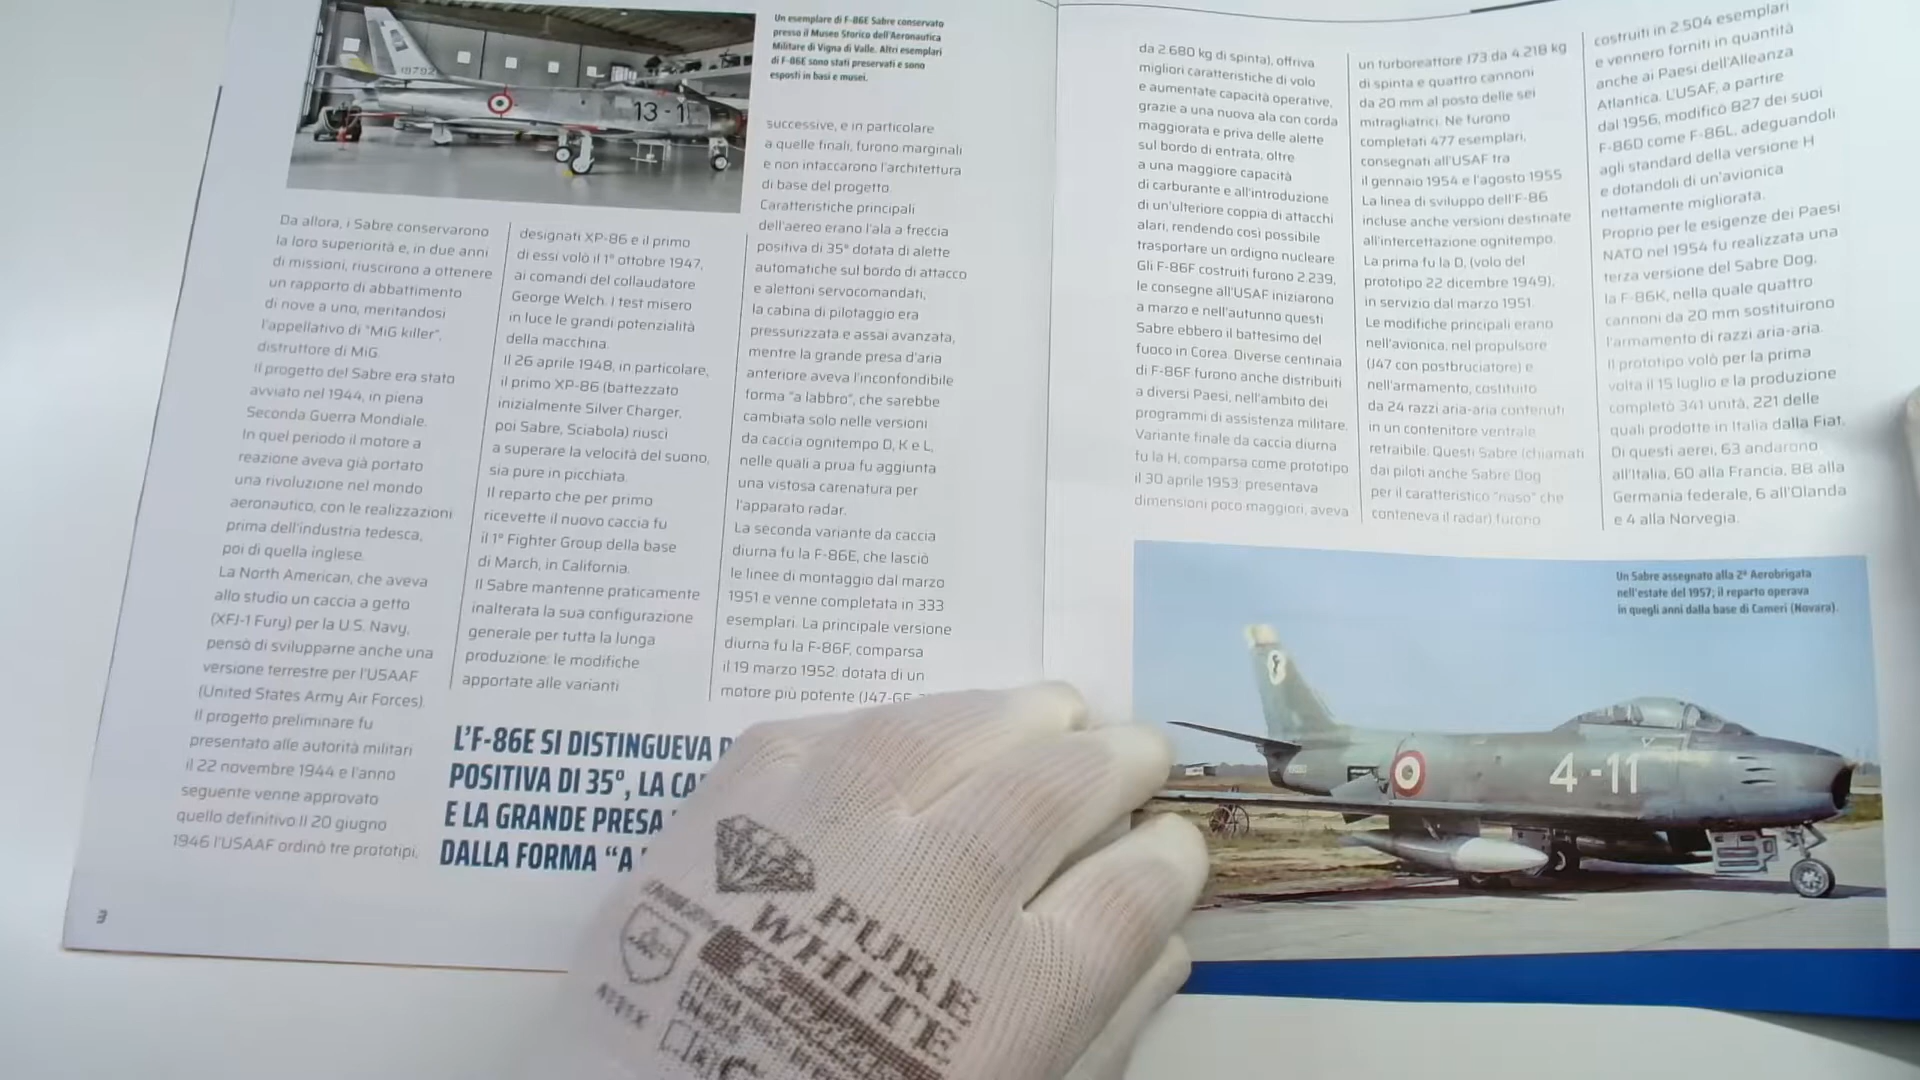 Un esemplare di F-86E Sabre conservato
presso il Museo Storico dell'Aeronautica
Militare di Vigna di Valle. Altri esemplari
di F-86E sono stati preservati e sono
esposti in basi e musei.
19792
13 - 1
Da allora, i Sabre conservarono
la loro superiorità e, in due anni
di missioni, riuscirono a ottenere
un rapporto di abbattimento
di nove a uno, meritandosi
l'appellativo di "MiG killer",
distruttore di MiG.
Il progetto del Sabre era stato
avviato nel 1944, in piena
Seconda Guerra Mondiale.
In quel periodo il motore a
reazione aveva già portato
una rivoluzione nel mondo
aeronautico, con le realizzazioni
prima dell'industria tedesca,
poi di quella inglese.
La North American, che aveva
allo studio un caccia a getto
(XFJ-1 Fury) per la U.S. Navy,
pensò di svilupparne anche una
versione terrestre per l'USAAF
(United States Army Air Forces).
Il progetto preliminare fu
presentato alle autorità militari
il 22 novembre 1944 e l'anno
seguente venne approvato
quello definitivo Il 20 giugno
1946 l'USAAF ordinò tre prototipi,
designati XP-86 e il primo
di essi volò il 1° ottobre 1947,
ai comandi del collaudatore
George Welch. I test misero
in luce le grandi potenzialità
della macchina.
Il 26 aprile 1948, in particolare,
il primo XP-86 (battezzato
inizialmente Silver Charger,
poi Sabre, Sciabola) riuscì
a superare la velocità del suono,
sia pure in picchiata.
Il reparto che per primo
ricevette il nuovo caccia fu
il 1° Fighter Group della base
di March, in California.
Il Sabre mantenne praticamente
inalterata la sua configurazione
generale per tutta la lunga
produzione: le modifiche
apportate alle varianti
successive, e in particolare
a quelle finali, furono marginali
e non intaccarono l'architettura
di base del progetto.
Caratteristiche principali
dell'aereo erano l'ala a freccia
positiva di 35° dotata di alette
automatiche sul bordo di attacco
e alettoni servocomandati,
la cabina di pilotaggio era
pressurizzata e assai avanzata,
mentre la grande presa d'aria
anteriore aveva l'inconfondibile
forma "a labbro", che sarebbe
cambiata solo nelle versioni
da caccia ognitempo D, K e L,
nelle quali a prua fu aggiunta
una vistosa carenatura per
l'apparato radar.
La seconda variante da caccia
diurna fu la F-86E, che lasciò
le linee di montaggio dal marzo
1951 e venne completata in 333
esemplari. La principale versione
diurna fu la F-86F, comparsa
il 19 marzo 1952: dotata di un
motore più potente (J47-GE-
L'F-86E SI DISTINGUEVA
POSITIVA DI 35°, LA
E LA GRANDE PRESA
DALLA FORMA "A
3
da 2.680 kg di spinta), offriva
migliori caratteristiche di volo
e aumentate capacità operative,
grazie a una nuova ala con corda
maggiorata e priva delle alette
sul bordo di entrata, oltre
a una maggiore capacità
di carburante e all'introduzione
di un'ulteriore coppia di attacchi
alari, rendendo così possibile
trasportare un ordigno nucleare
Gli F-86F costruiti furono 2.239,
le consegne all'USAF iniziarono
a marzo e nell'autunno questi
Sabre ebbero il battesimo del
fuoco in Corea. Diverse centinaia
di F-86F furono anche distribuiti
a diversi Paesi, nell'ambito dei
programmi di assistenza militare.
Variante finale da caccia diurna
fu la H, comparsa come prototipo
il 30 aprile 1953: presentava
dimensioni poco maggiori, aveva
un turboreattore J73 da 4.218 kg
di spinta e quattro cannoni
da 20 mm al posto delle sei
mitragliatrici. Ne furono
completati 477 esemplari,
consegnati all'USAF tra
il gennaio 1954 e l'agosto 1955
La linea di sviluppo dell'F-86
incluse anche versioni destinate
all'intercettazione ognitempo.
La prima fu la D, (volo del
prototipo 22 dicembre 1949),
in servizio dal marzo 1951.
Le modifiche principali erano
nell'avionica, nel propulsore
(J47 con postbruciatore) e
nell'armamento, costituito
da 24 razzi aria-aria contenuti
in un contenitore ventrale
retraibile. Questi Sabre (chiamati
dai piloti anche Sabre Dog
per il caratteristico "naso" che
conteneva il radar) furono
costruiti in 2.504 esemplari
e vennero forniti in quantità
anche ai Paesi dell'Alleanza
Atlantica. L'USAF, a partire
dal 1956, modificò 827 dei suoi
F-86D come F-86L, adeguandoli
agli standard della versione H
e dotandoli di un'avionica
nettamente migliorata.
Proprio per le esigenze dei Paesi
NATO nel 1954 fu realizzata una
terza versione del Sabre Dog,
la F-86K, nella quale quattro
cannoni da 20 mm sostituirono
l'armamento di razzi aria-aria.
Il prototipo volò per la prima
volta il 15 luglio e la produzione
completò 341 unità, 221 delle
quali prodotte in Italia dalla Fiat.
Di questi aerei, 63 andarono
all'Italia, 60 alla Francia, 88 alla
Germania federale, 6 all'Olanda
e 4 alla Norvegia.
Un Sabre assegnato alla 2ª Aerobrigata
nell'estate del 1957; il reparto operava
in quegli anni dalla base di Cameri (Novara).
4-11
PURE
WHITE